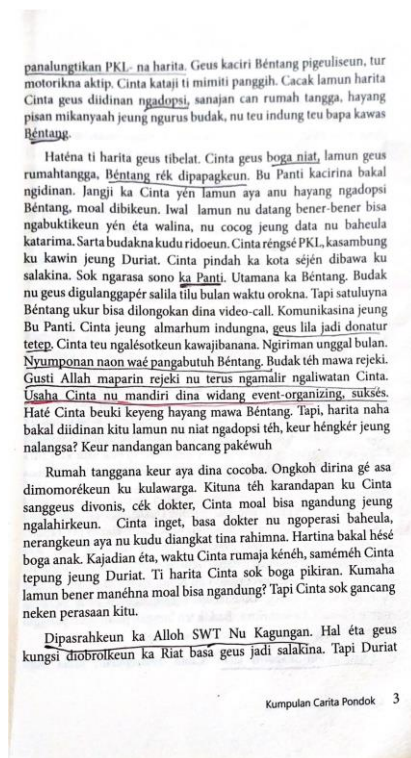 panalungtikan PKL- na harita. Geus kaciri Béntang pigeuliseun, tur
motorikna aktip. Cinta kataji ti mimiti panggih. Cacak lamun harita
Cinta geus diidinan ngadopsi, sanajan can rumah tangga, hayang
pisan mikanyaah jeung ngurus budak, nu teu indung teu bapa kawas
Béntang.
Haténa ti harita geus tibelat. Cinta geus boga niat, lamun geus
rumahtangga, Béntang rék dipapagkeun. Bu Panti kacirina bakal
ngidinan. Jangji ka Cinta yén lamun aya anu hayang ngadopsi
Béntang, moal dibikeun. Iwal lamun nu datang bener-bener bisa
ngabuktikeun yén éta walina, nu cocog jeung data nu baheula
katarima. Sarta budakna kudu ridoeun. Cinta réngsé PKL, kasambung
ku kawin jeung Duriat. Cinta pindah ka kota séjén dibawa ku
salakina. Sok ngarasa sono ka Panti. Utamana ka Béntang. Budak
nu geus digulanggapér salila tilu bulan waktu orokna. Tapi satuluyna
Béntang ukur bisa dilongokan dina video-call. Komunikasina jeung
Bu Panti. Cinta jeung almarhum indungna, geus lila jadi donatur
tetep. Cinta teu ngalésotkeun kawajibanana. Ngiriman unggal bulan.
Nyumponan naon waé pangabutuh Béntang. Budak téh mawa rejeki.
Gusti Allah maparin rejeki nu terus ngamalir ngaliwatan Cinta.
Usaha Cinta nu mandiri dina widang event-organizing, suksés.
Haté Cinta beuki keyeng hayang mawa Béntang. Tapi, harita naha
bakal diidinan kitu lamun nu niat ngadopsi téh, keur héngkér jeung
nalangsa? Keur nandangan bancang pakéwuh
Rumah tanggana keur aya dina cocoba. Ongkoh dirina gé asa
dimomorékeun ku kulawarga. Kituna téh karandapan ku Cinta
sanggeus divonis, cék dokter, Cinta moal bisa ngandung jeung
ngalahirkeun. Cinta inget, basa dokter nu ngoperasi baheula,
nerangkeun aya nu kudu diangkat tina rahimna. Hartina bakal hésé
boga anak. Kajadian éta, waktu Cinta rumaja kénéh, saméméh Cinta
tepung jeung Duriat. Ti harita Cinta sok boga pikiran. Kumaha
lamun bener manéhna moal bisa ngandung? Tapi Cinta sok gancang
neken perasaan kitu.
Dipasrahkeun ka Alloh SWT Nu Kagungan. Hal éta geus
kungsi diobrolkeun ka Riat basa geus jadi salakina. Tapi Duriat
Kumpulan Carita Pondok 3